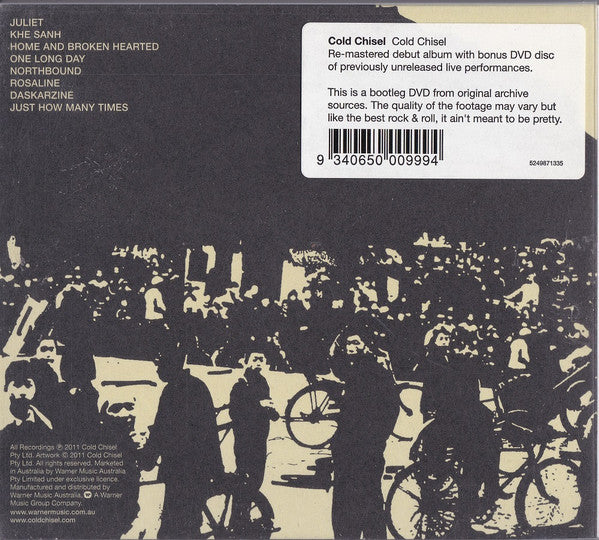 JULIET
KHE SANH
HOME AND BROKEN HEARTED
ONE LONG DAY
NORTHBOUND
ROSALINE
DASKARZINE
JUST HOW MANY TIMES
Cold Chisel Cold Chisel
Re-mastered debut album with bonus DVD disc
of previously unreleased live performances.
This is a bootleg DVD from original archive
sources. The quality of the footage may vary but
like the best rock & roll, it ain't meant to be pretty.
9 340650 009994
5249871335
All Recordings ℗ 2011 Cold Chisel
Pty Ltd. Artwork © 2011 Cold Chisel
Pty Ltd. All rights reserved. Marketed
in Australia by Warner Music Australia
Pty Limited under exclusive licence.
Manufactured and distributed by
Warner Music Australia, A Warner
Music Group Company.
www.warnermusic.com.au
www.coldchisel.com